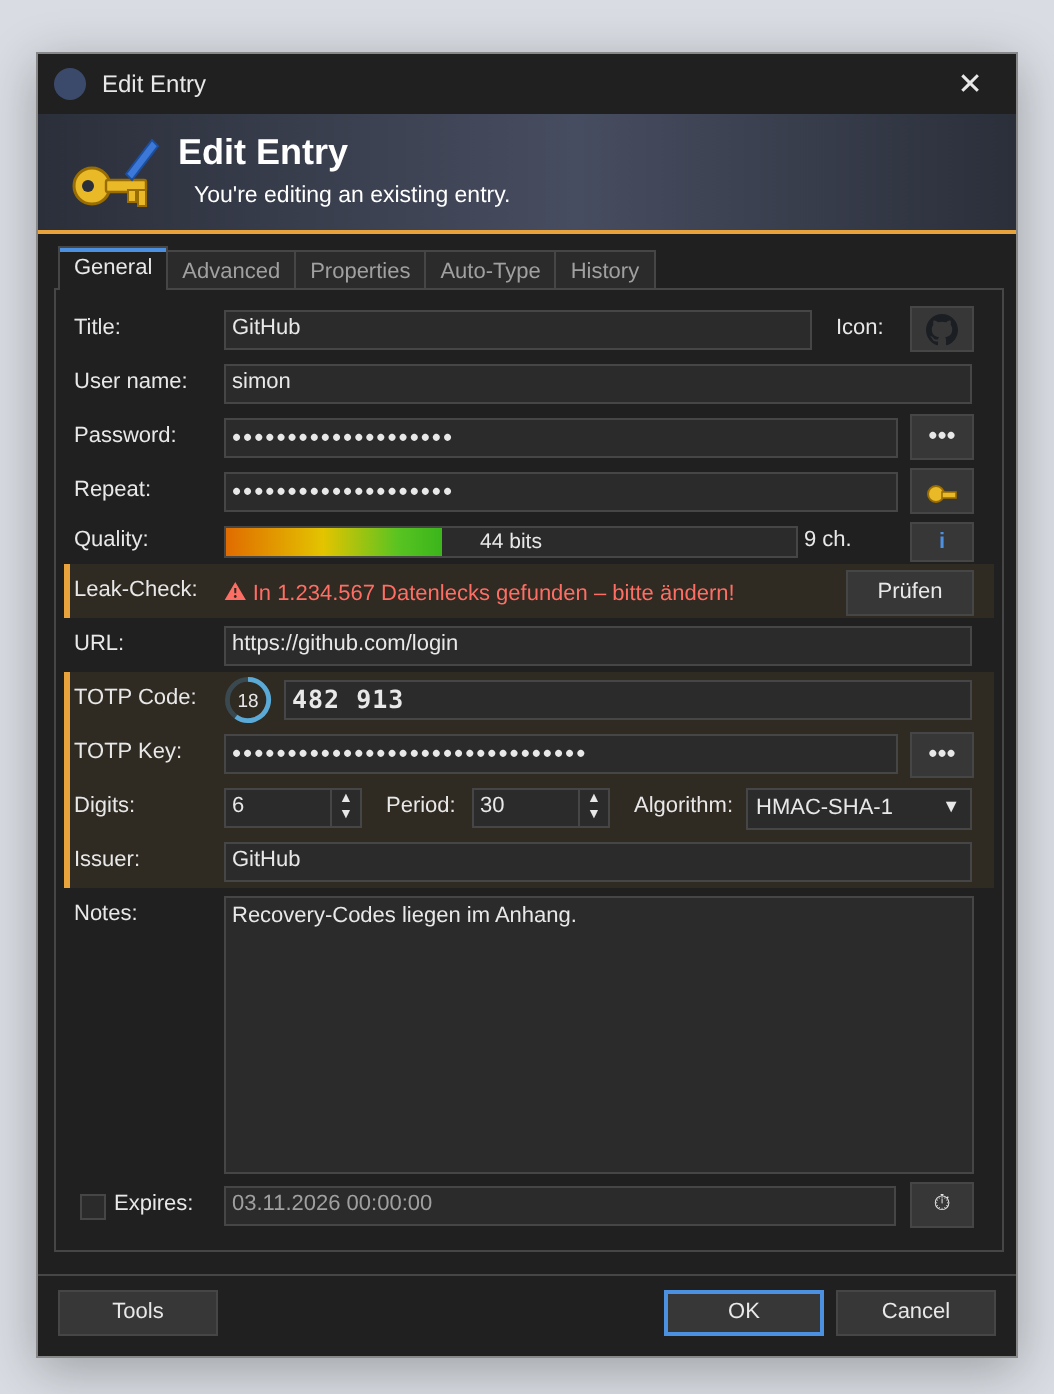 Edit Entry ✕
Edit Entry
You're editing an existing entry.
General Advanced Properties Auto-Type History
Title: GitHub Icon:
User name: simon
Password: •••••••••••••••••••• •••
Repeat: ••••••••••••••••••••
Quality: 44 bits 9 ch. i
Leak-Check: ⚠ In 1.234.567 Datenlecks gefunden – bitte ändern! Prüfen
URL: https://github.com/login
TOTP Code: 18 482 913
TOTP Key: •••••••••••••••••••••••••••••••• •••
Digits: 6 ▲▼ Period: 30 ▲▼ Algorithm: HMAC-SHA-1 ▼
Issuer: GitHub
Notes: Recovery-Codes liegen im Anhang.
Expires: 03.11.2026 00:00:00 ⏱
Tools OK Cancel